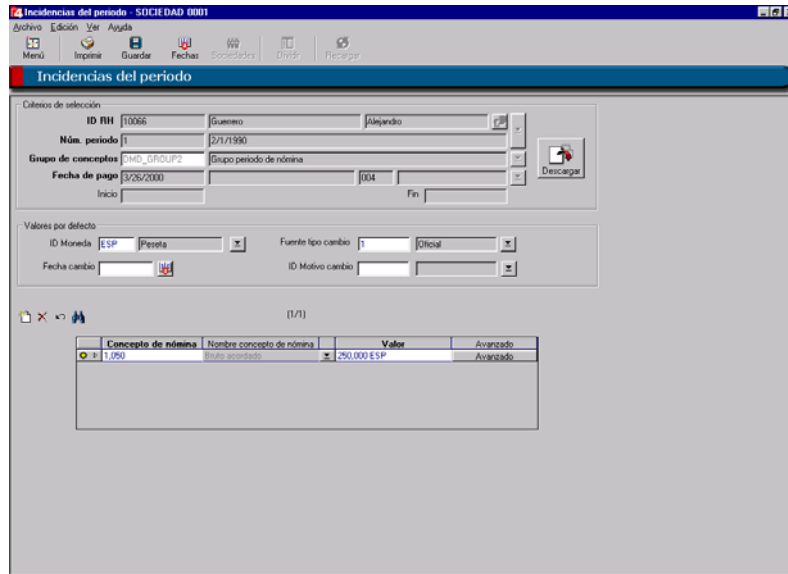 Incidencias del periodo - SOCIEDAD 0001
Archivo Edición Ver Ayuda
Menú Imprimir Guardar Fechas Sociedades Dividir Recargar
Incidencias del periodo
Criterios de selección
ID RH 10066 Guerrero Alejandro
Núm. periodo 1 2/1/1990
Grupo de conceptos DMD_GROUP2 Grupo periodo de nómina
Fecha de pago 3/26/2000 004
Descargar
Inicio Fin
Valores por defecto
ID Moneda ESP Peseta Fuente tipo cambio 1 Oficial
Fecha cambio ID Motivo cambio
(1/1)
Concepto de nómina Nombre concepto de nómina Valor Avanzado
1,050 Bruto acordado 250,000 ESP Avanzado